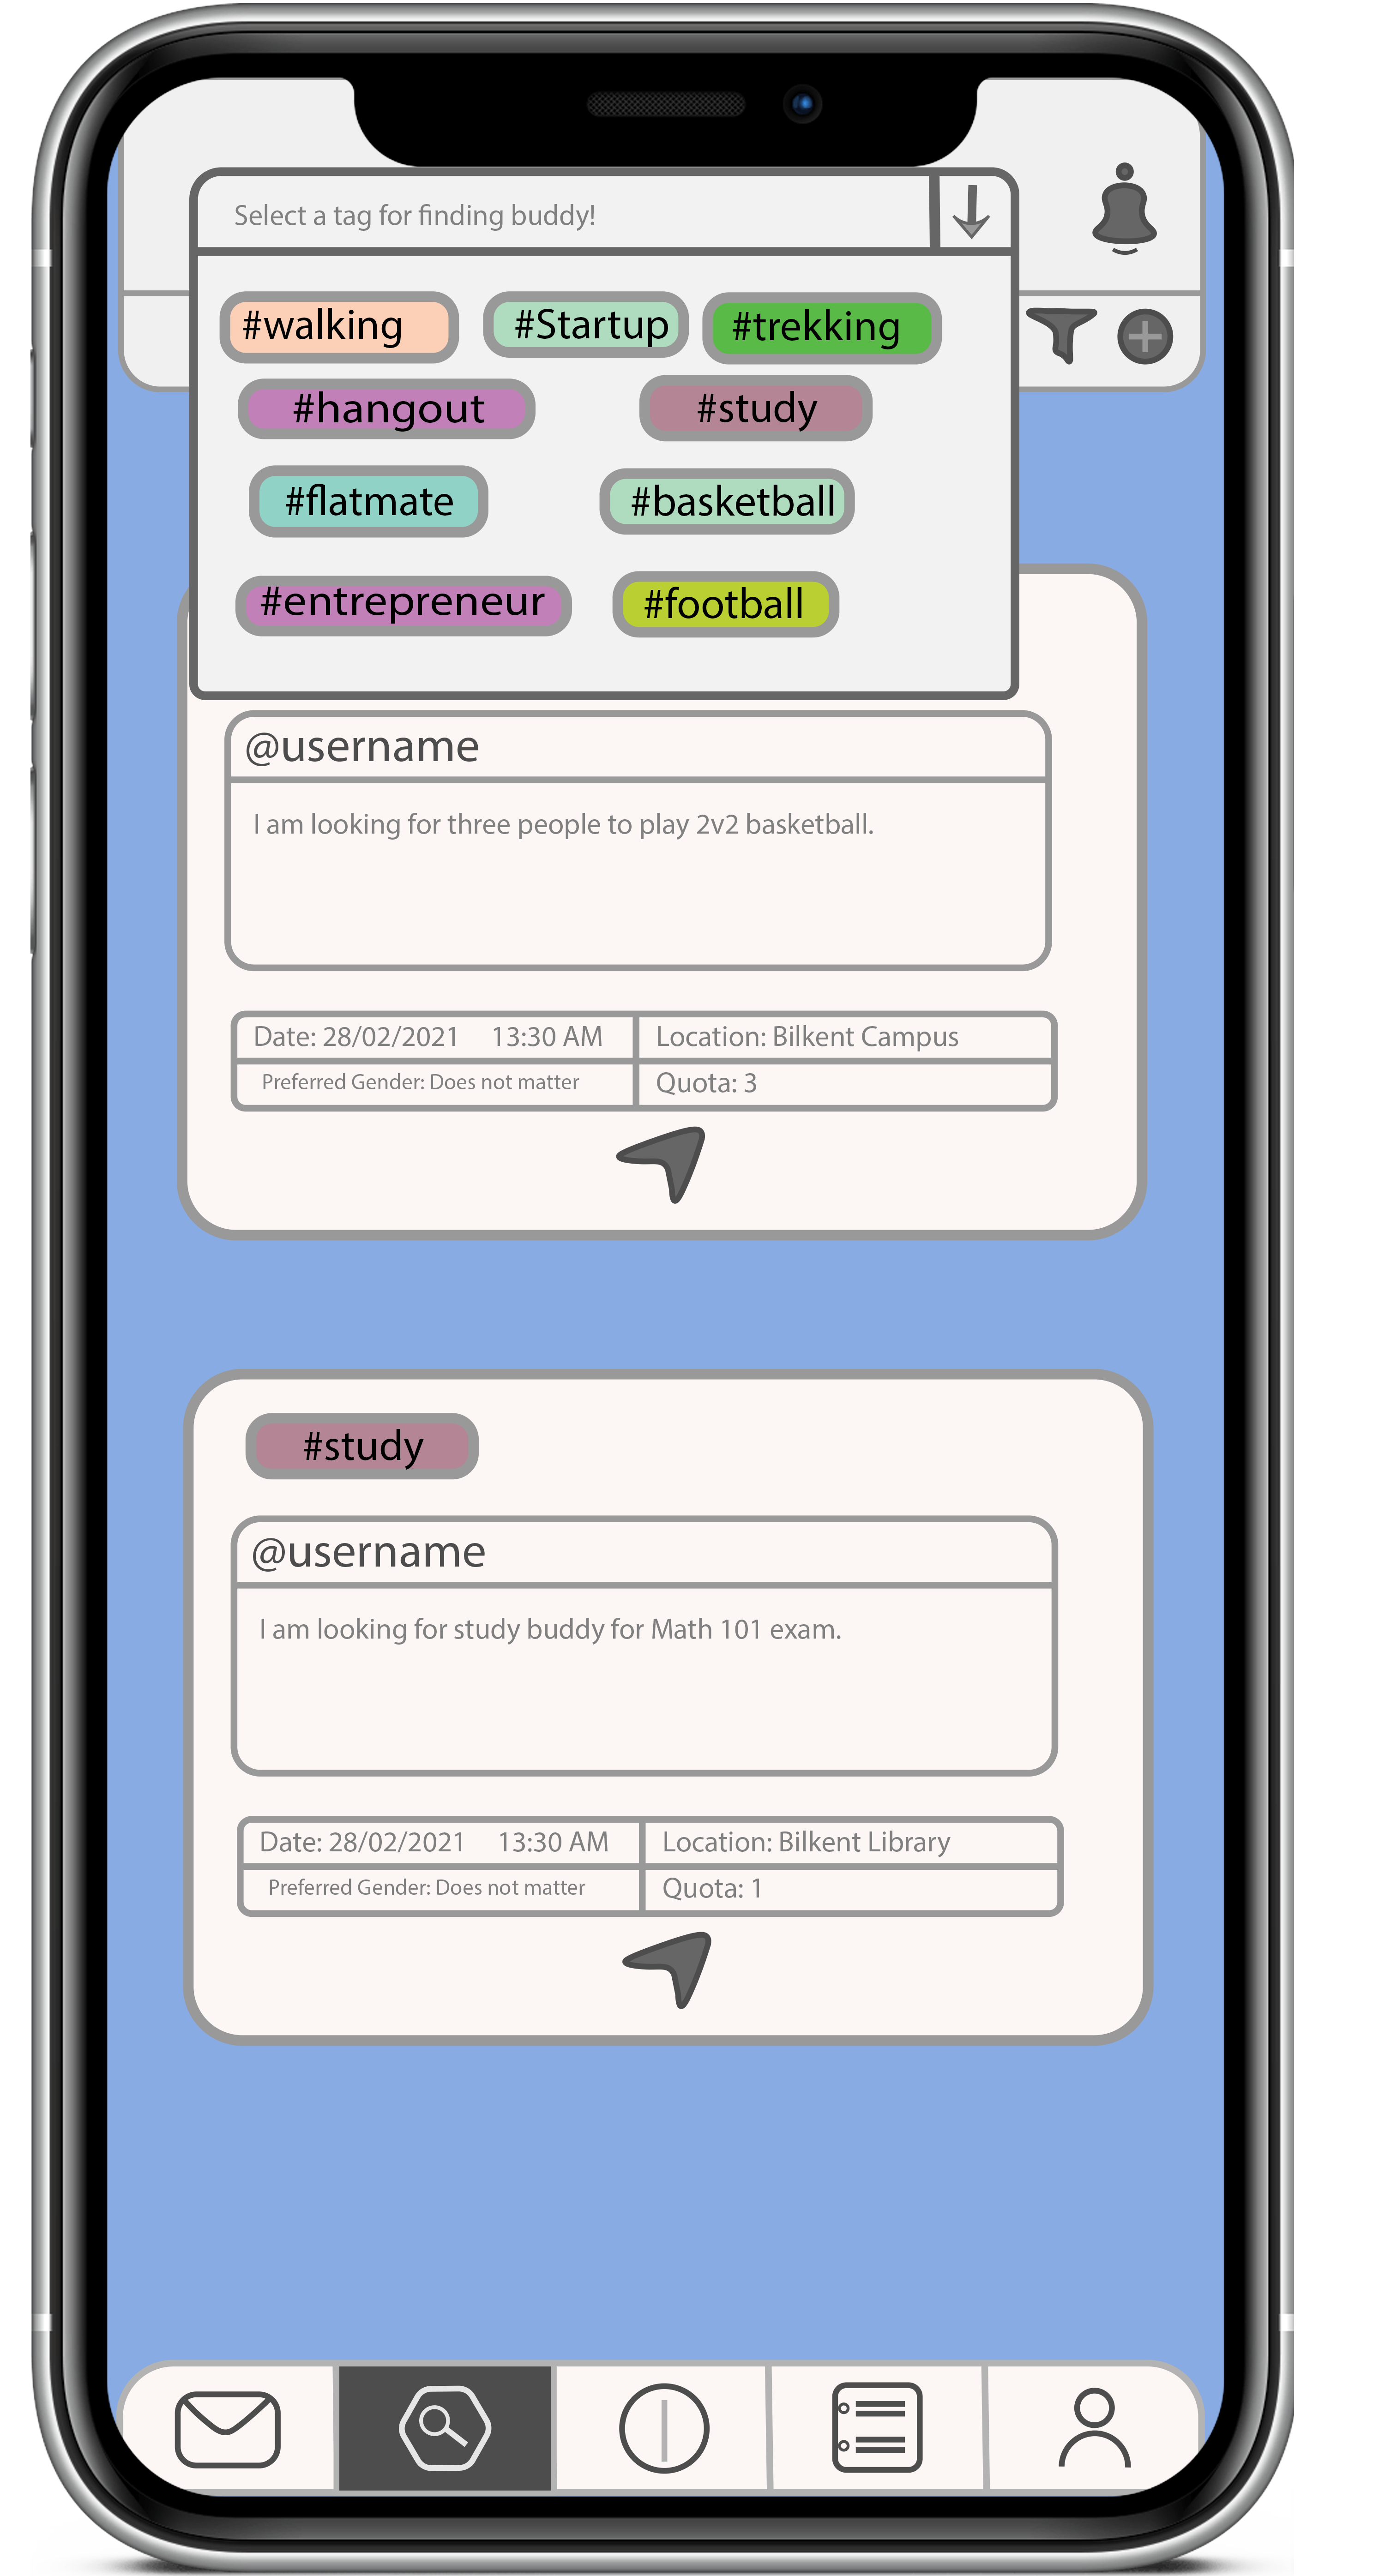 Select a tag for finding buddy!
#walking #Startup #trekking
#hangout #study
#flatmate #basketball
#entrepreneur #football
@username
I am looking for three people to play 2v2 basketball.
Date: 28/02/2021 13:30 AM Location: Bilkent Campus
Preferred Gender: Does not matter Quota: 3
#study
@username
I am looking for study buddy for Math 101 exam.
Date: 28/02/2021 13:30 AM Location: Bilkent Library
Preferred Gender: Does not matter Quota: 1